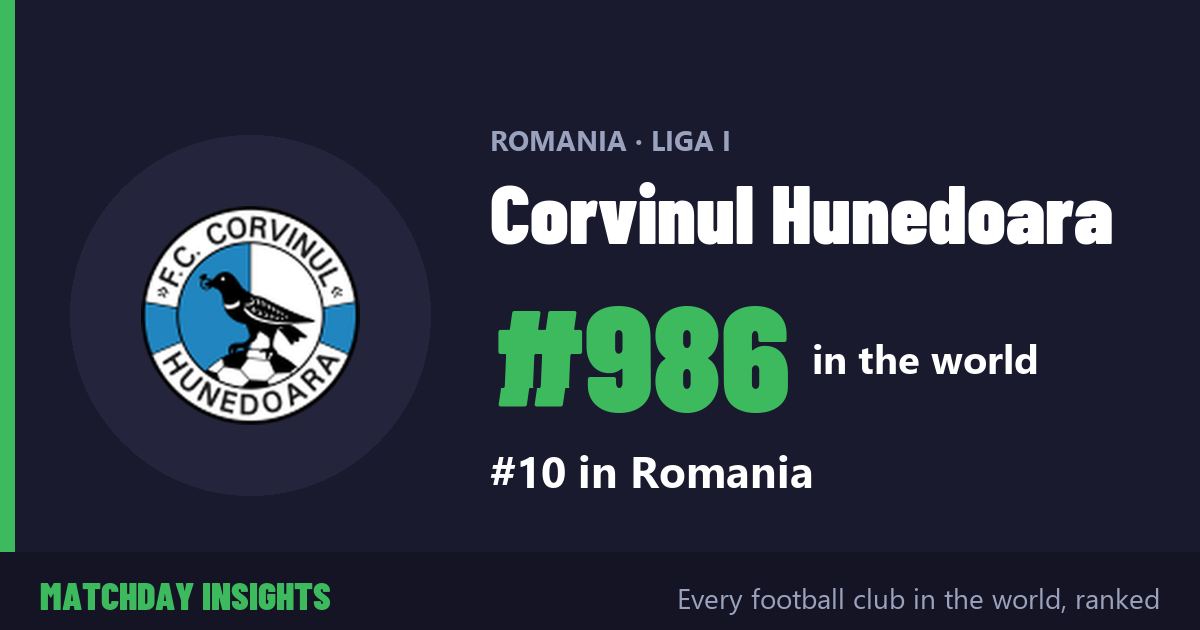 ROMANIA · LIGA I
Corvinul Hunedoara
#986 in the world
#10 in Romania
»F.C. CORVINUL«
HUNEDOARA
MATCHDAY INSIGHTS
Every football club in the world, ranked